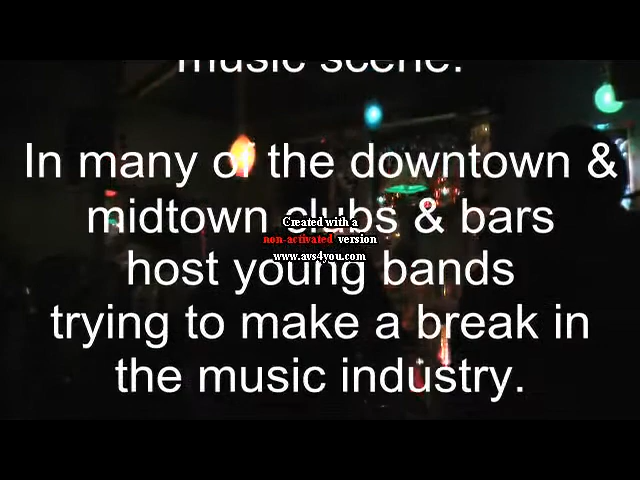 music scene.
In many of the downtown &
midtown clubs & bars
host young bands
trying to make a break in
the music industry.
Created with a
non-activated version
www.avs4you.com